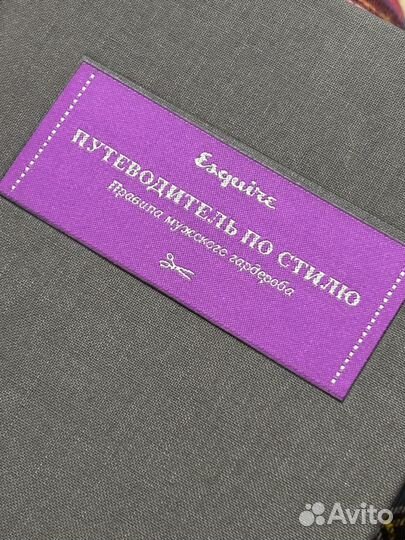 Esquire
ПУТЕВОДИТЕЛЬ ПО СТИЛЮ
Правила мужского гардероба
Avito